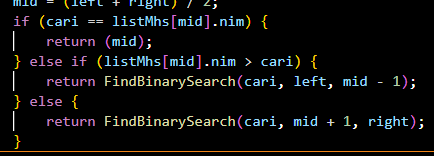 mid = (left + right) / 2;
if (cari == listMhs[mid].nim) {
return (mid);
} else if (listMhs[mid].nim > cari) {
return FindBinarySearch(cari, left, mid - 1);
} else {
return FindBinarySearch(cari, mid + 1, right);
}